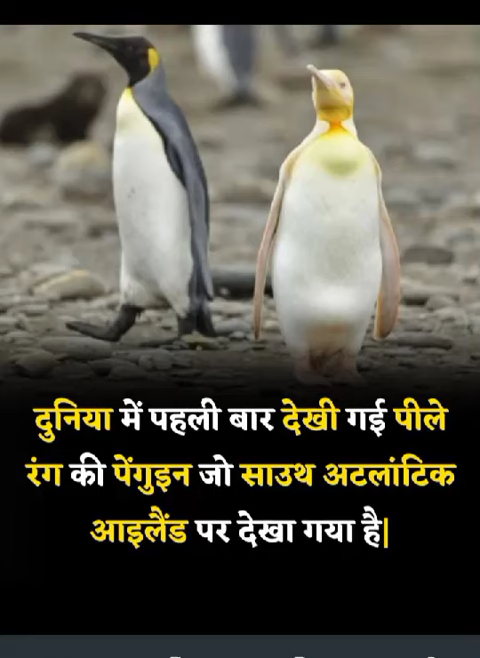 दुनिया में पहली बार देखी गई पीले
रंग की पेंगुइन जो साउथ अटलांटिक
आइलैंड पर देखा गया है|